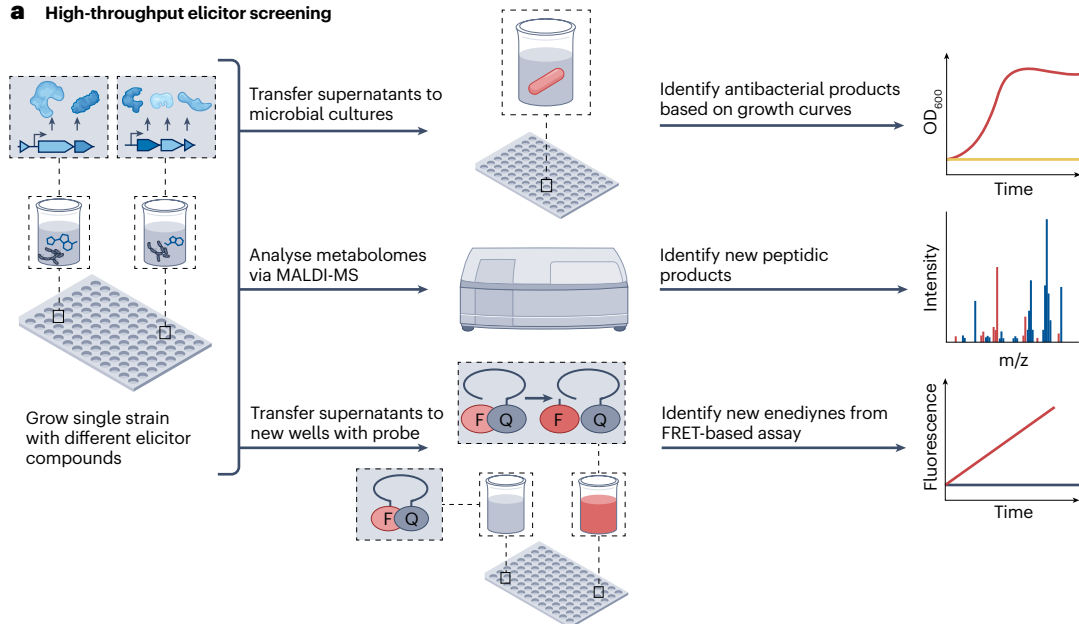 a High-throughput elicitor screening
Transfer supernatants to
microbial cultures
Identify antibacterial products
based on growth curves
OD600
Time
Analyse metabolomes
via MALDI-MS
Identify new peptidic
products
Intensity
m/z
Grow single strain
with different elicitor
compounds
Transfer supernatants to
new wells with probe
F Q F Q
Identify new enediynes from
FRET-based assay
Fluorescence
Time
F Q